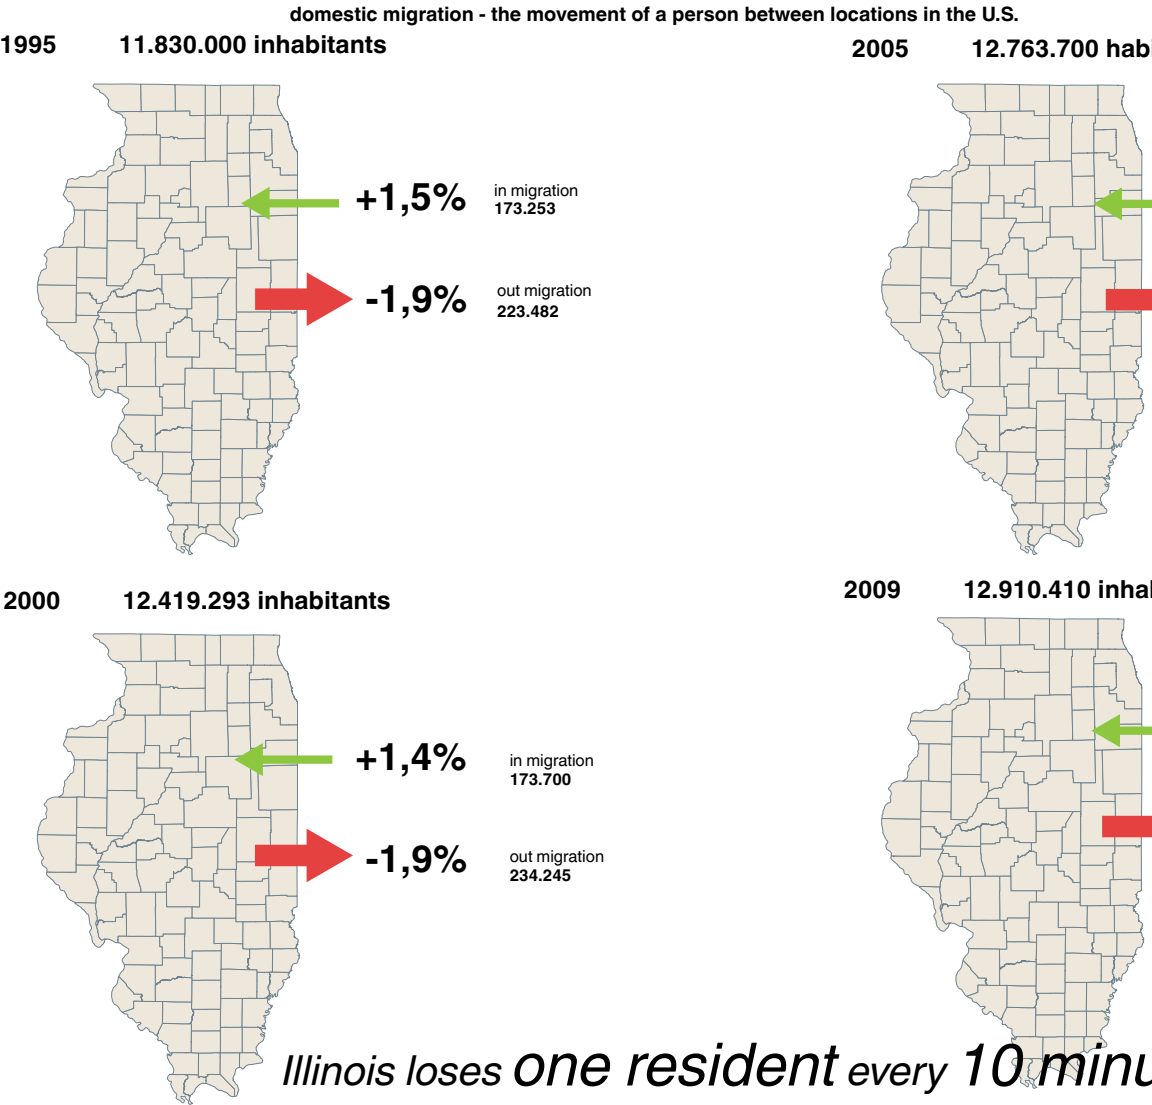 domestic migration - the movement of a person between locations in the U.S.
1995 11.830.000 inhabitants
+1,5% in migration
173.253
-1,9% out migration
223.482
2005 12.763.700
2000 12.419.293 inhabitants
+1,4% in migration
173.700
-1,9% out migration
234.245
2009 12.910.410
Illinois loses one resident every 10